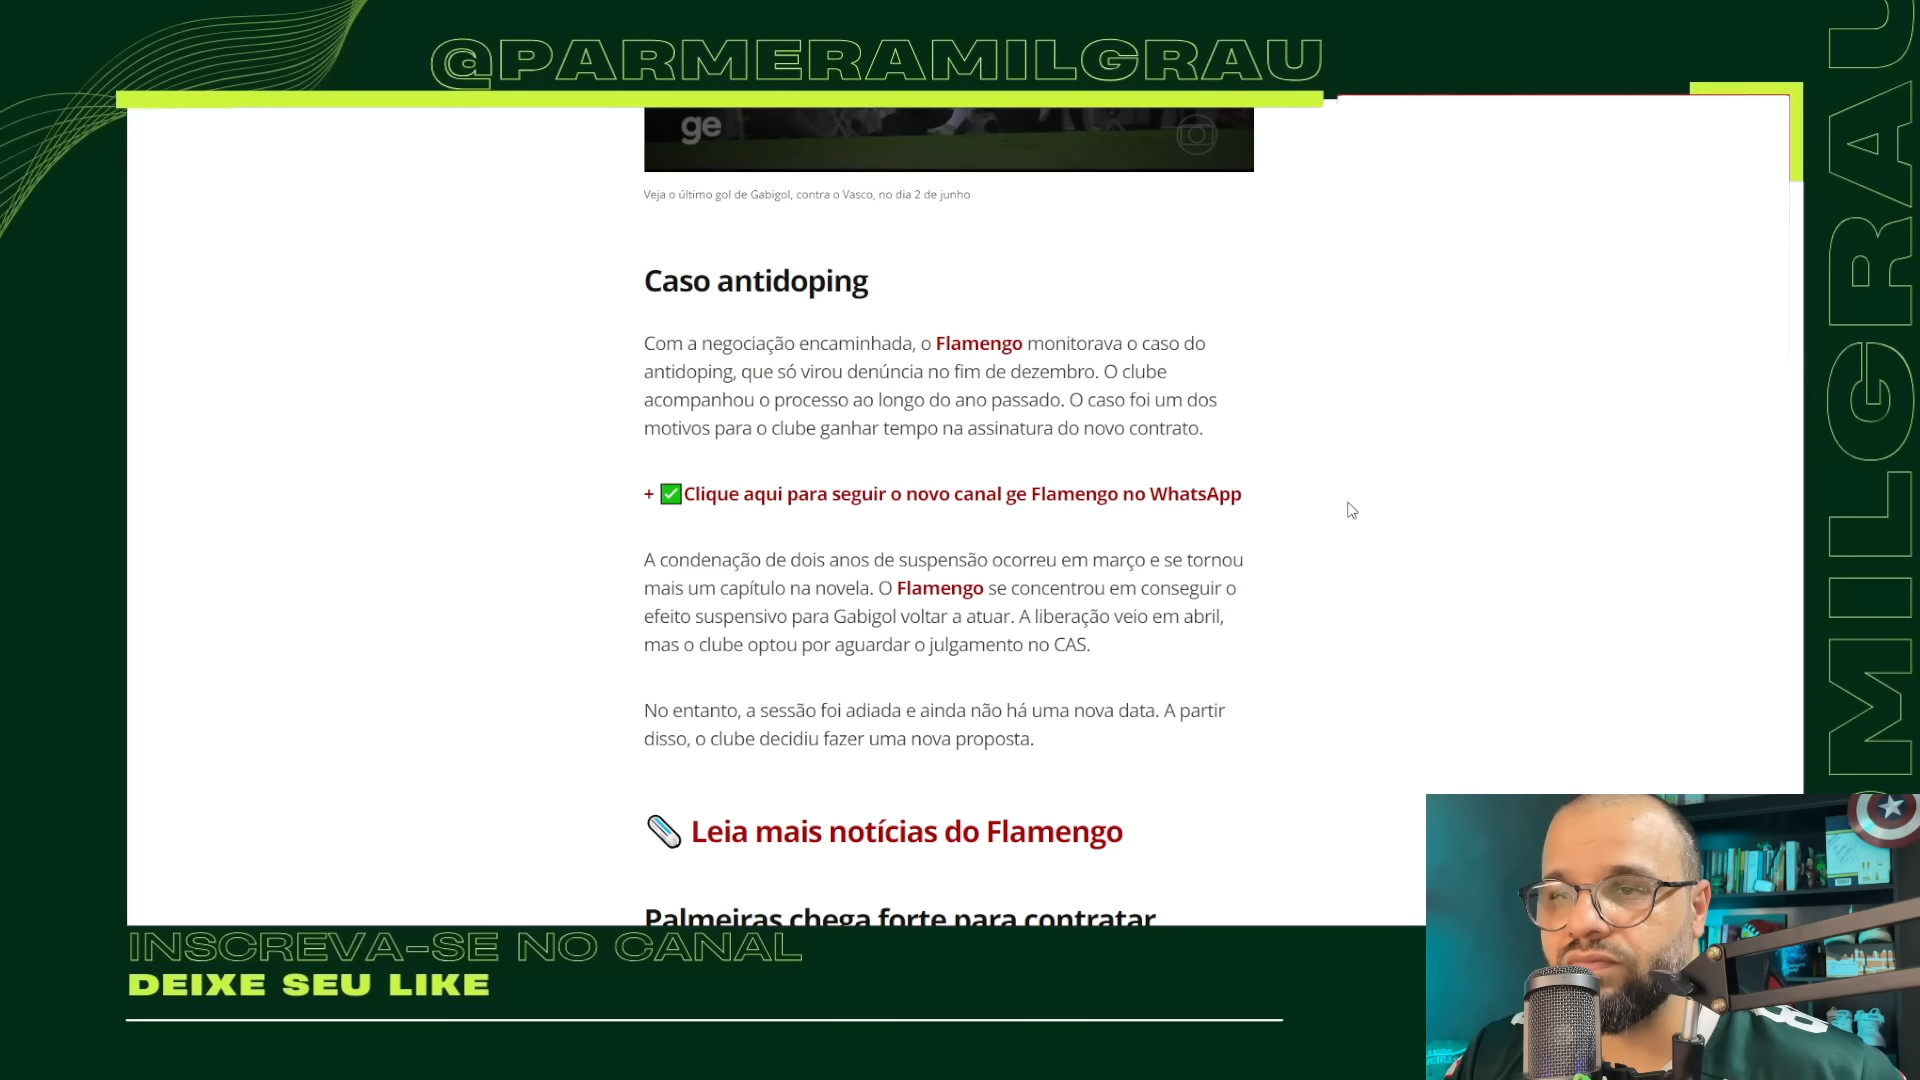 @PARMERAMILGRAU
ge
Veja o último gol de Gabigol, contra o Vasco, no dia 2 de junho
Caso antidoping
Com a negociação encaminhada, o Flamengo monitorava o caso do
antidoping, que só virou denúncia no fim de dezembro. O clube
acompanhou o processo ao longo do ano passado. O caso foi um dos
motivos para o clube ganhar tempo na assinatura do novo contrato.
+ ✅Clique aqui para seguir o novo canal ge Flamengo no WhatsApp
A condenação de dois anos de suspensão ocorreu em março e se tornou
mais um capítulo na novela. O Flamengo se concentrou em conseguir o
efeito suspensivo para Gabigol voltar a atuar. A liberação veio em abril,
mas o clube optou por aguardar o julgamento no CAS.
No entanto, a sessão foi adiada e ainda não há uma nova data. A partir
disso, o clube decidiu fazer uma nova proposta.
🗞 Leia mais notícias do Flamengo
Palmeiras chega forte para contratar
INSCREVA-SE NO CANAL
DEIXE SEU LIKE
MILGRAU